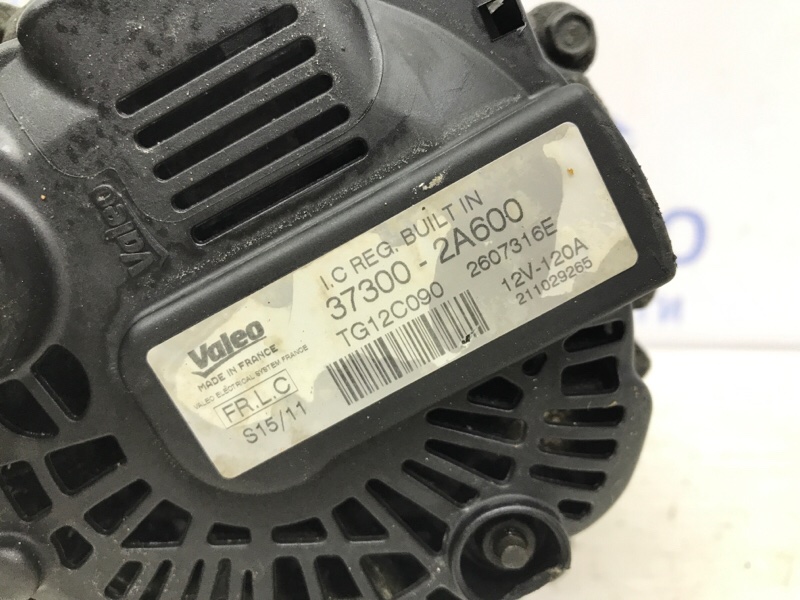 Valeo
I.C REG. BUILT IN
37300 - 2A600
TG12C090 2607316E
12V-120A
211029265
Valeo
MADE IN FRANCE
VALEO ELECTRICAL SYSTEM FRANCE
FR.L.C
S15/11